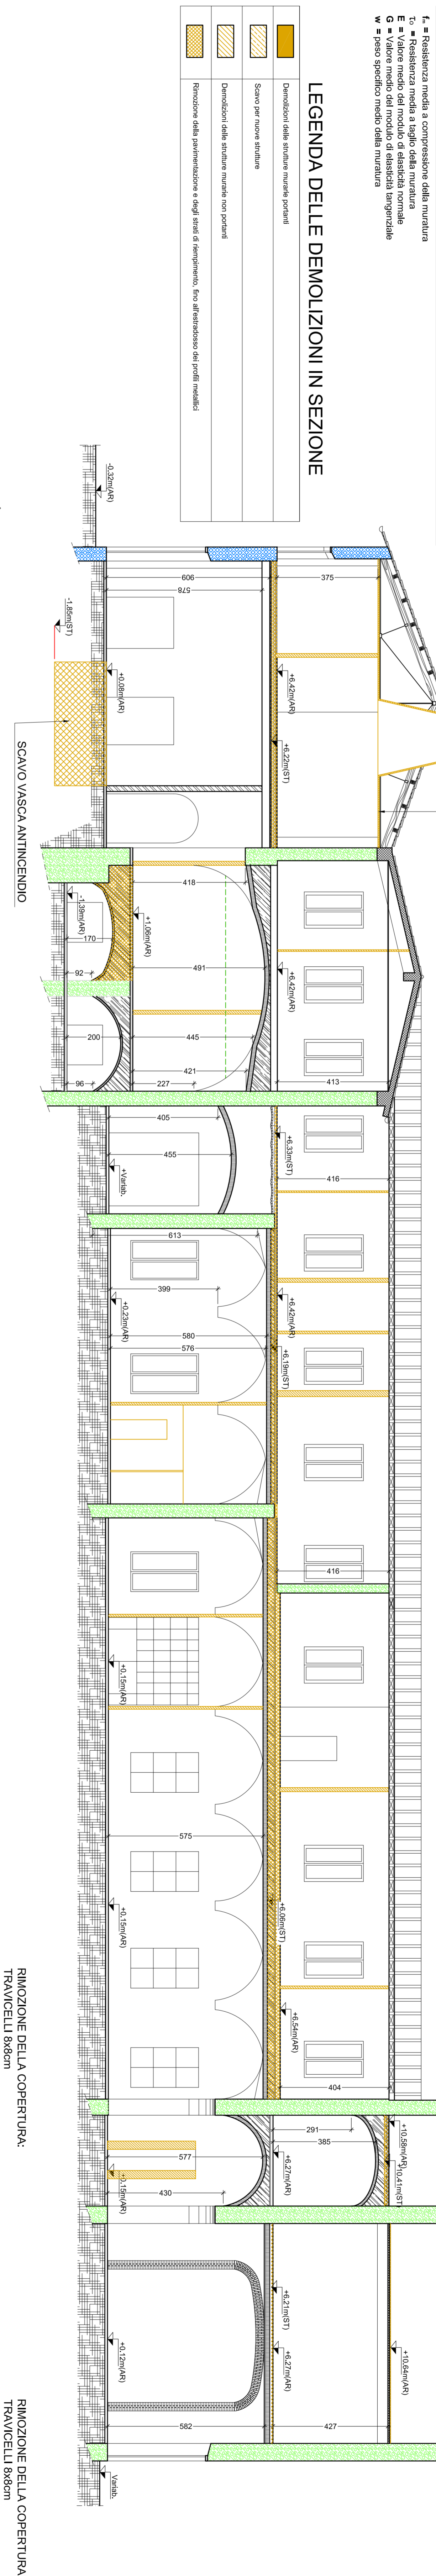 fm = Resistenza media a compressione della muratura
τo = Resistenza media a taglio della muratura
E = Valore medio del modulo di elasticità normale
G = Valore medio del modulo di elasticità tangenziale
w = peso specifico medio della muratura
LEGENDA DELLE DEMOLIZIONI IN SEZIONE
Demolizioni delle strutture murarie portanti
Scavo per nuove strutture
Demolizioni delle strutture murarie non portanti
Rimozione della pavimentazione e degli strati di riempimento, fino all'estradosso dei profili metallici
-0,32m(AR)
-1,85m(ST)
606
578
375
+0,08m(AR)
+6,42m(AR)
+6,22m(ST)
SCAVO VASCA ANTINCENDIO
-1,39m(AR)
170
92
+1,06m(AR)
418
491
+6,42m(AR)
200
96
445
421
227
413
405
455
+Variab.
+6,33m(ST)
416
613
399
+0,23m(AR)
580
576
+6,42m(AR)
+6,19m(ST)
416
+0,15m(AR)
575
+0,15m(AR)
+6,06m(ST)
+6,54m(AR)
404
577
430
+0,15m(AR)
291
385
+6,27m(AR)
+10,58m(AR)
+10,41m(ST)
+0,12m(AR)
+6,21m(ST)
+6,27m(AR)
+10,64m(AR)
582
427
Variab.
RIMOZIONE DELLA COPERTURA:
TRAVICELLI 8x8cm
RIMOZIONE DELLA COPERTURA
TRAVICELLI 8x8cm